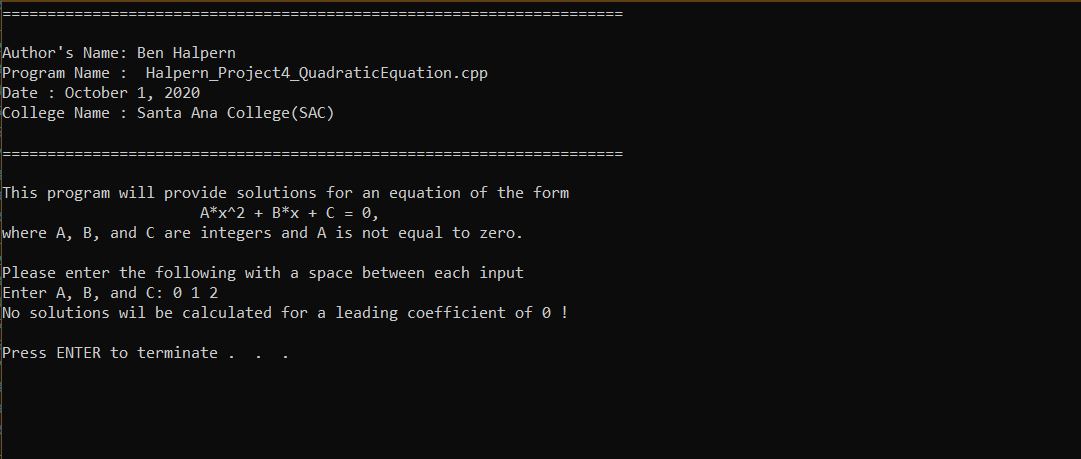 =====================================================================
Author's Name: Ben Halpern
Program Name :  Halpern_Project4_QuadraticEquation.cpp
Date : October 1, 2020
College Name : Santa Ana College(SAC)
=====================================================================
This program will provide solutions for an equation of the form
A*x^2 + B*x + C = 0,
where A, B, and C are integers and A is not equal to zero.
Please enter the following with a space between each input
Enter A, B, and C: 0 1 2
No solutions wil be calculated for a leading coefficient of 0 !
Press ENTER to terminate .  .  .